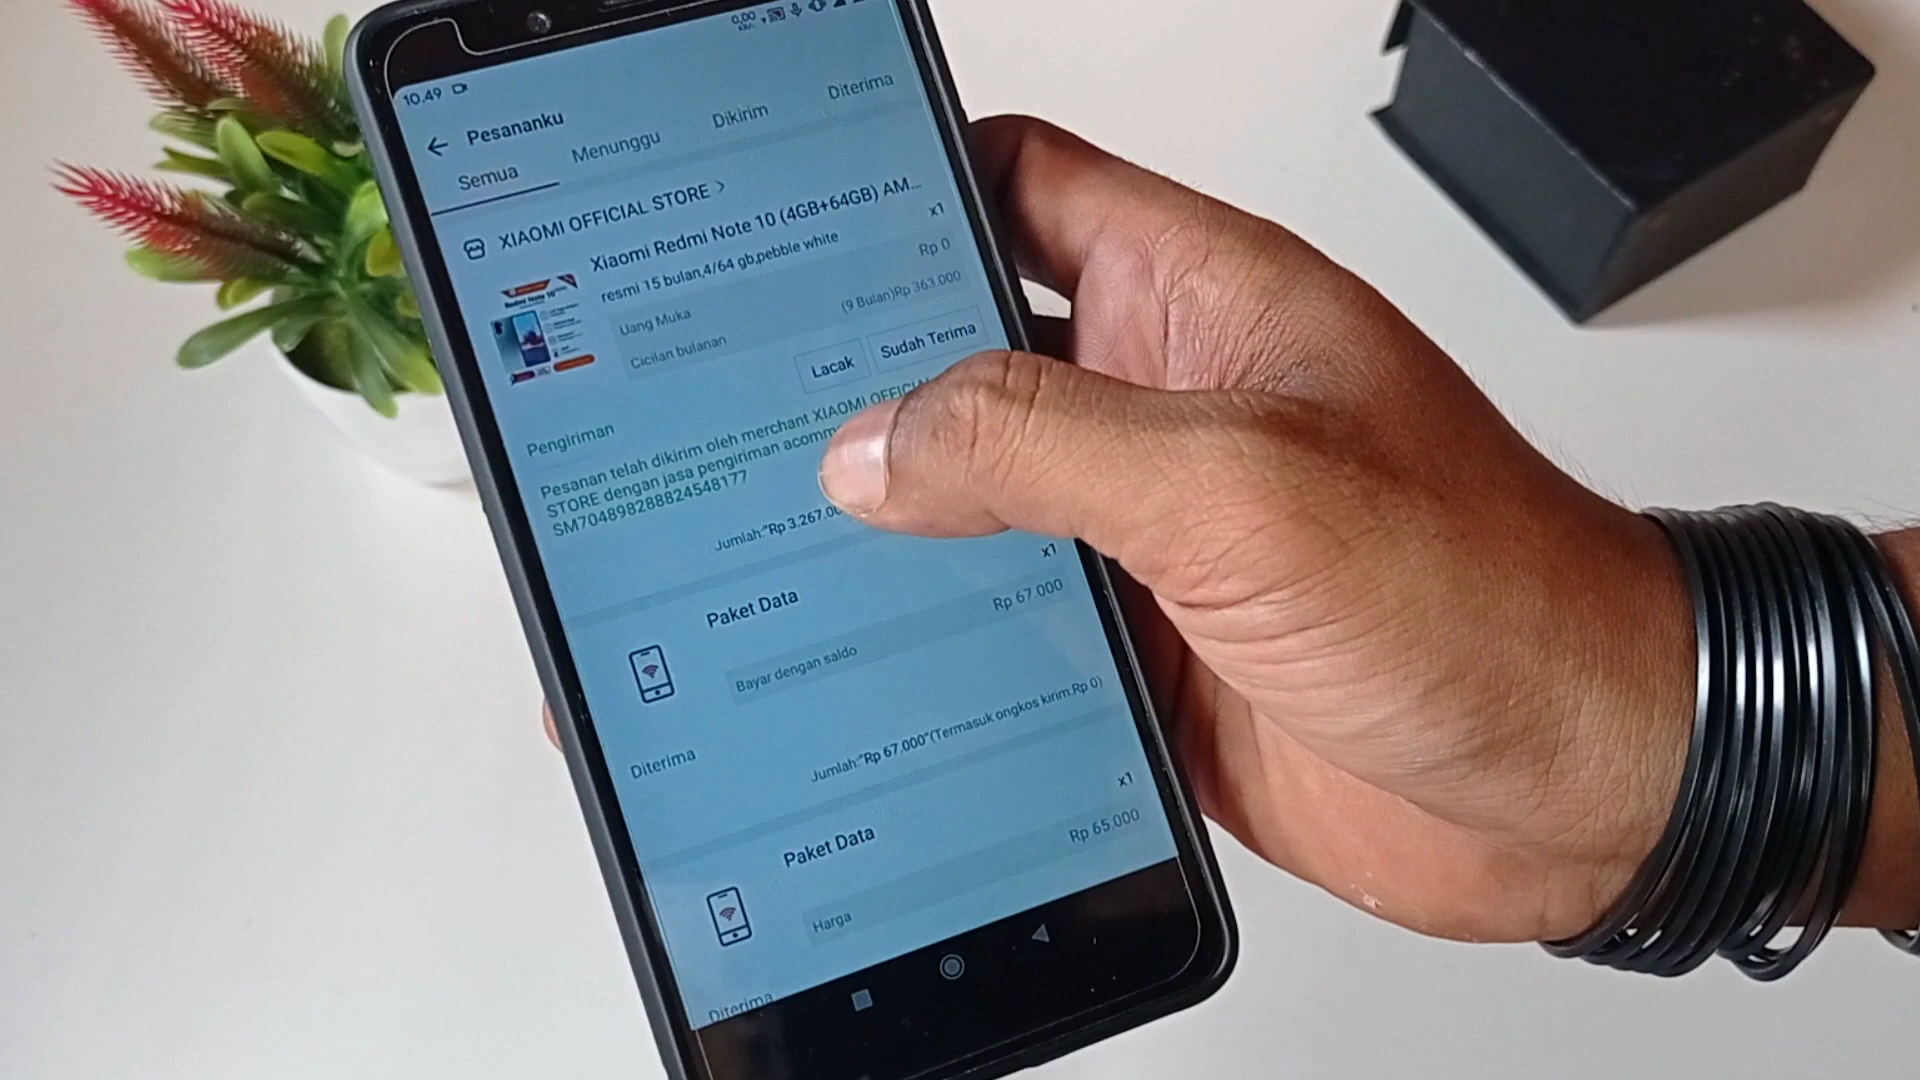 0,00
10.49
Pesananku
Semua Menunggu Dikirim Diterima
XIAOMI OFFICIAL STORE >
Xiaomi Redmi Note 10 (4GB+64GB) AM...
resmi 15 bulan,4/64 gb,pebble white x1
Uang Muka Rp 0
Cicilan bulanan (9 Bulan)Rp 363.000
Redmi Note 10
Lacak Sudah Terima
Pengiriman
Pesanan telah dikirim oleh merchant XIAOMI
STORE dengan jasa pengiriman
SM704898288824548177
Jumlah:"Rp
Paket Data x1
Bayar dengan saldo Rp 67.000
Diterima
Jumlah:"Rp 67.000"(Termasuk ongkos kirim:Rp 0)
Paket Data x1
Harga Rp 65.000
Diterima